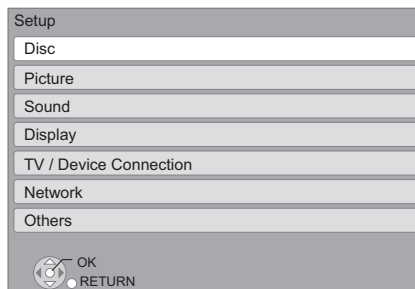 Setup
Disc
Picture
Sound
Display
TV / Device Connection
Network
Others
OK
RETURN